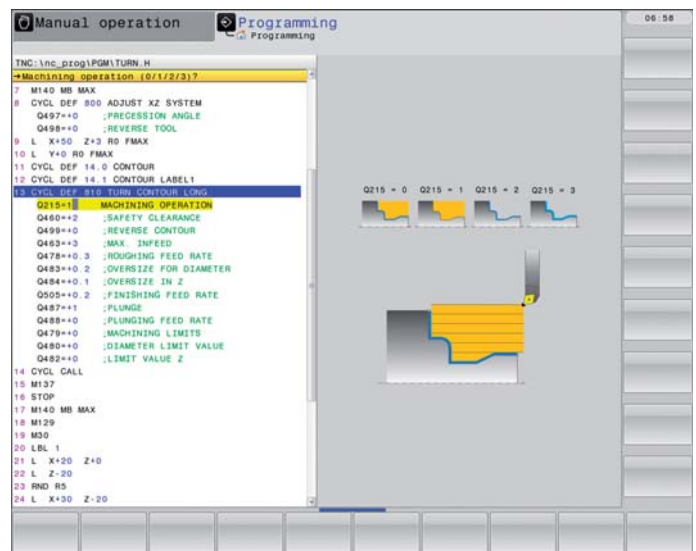 Manual operation
Programming
Programming
06:58
TNC:\nc_prog\PGM\TURN.H
→Machining operation (0/1/2/3)?
7 M140 MB MAX
8 CYCL DEF 800 ADJUST XZ SYSTEM
Q497=+0 ;PRECESSION ANGLE
Q498=+0 ;REVERSE TOOL
9 L X+50 Z+3 R0 FMAX
10 L Y+0 R0 FMAX
11 CYCL DEF 14.0 CONTOUR
12 CYCL DEF 14.1 CONTOUR LABEL1
13 CYCL DEF 810 TURN CONTOUR LONG
Q215=1 MACHINING OPERATION
Q460=+2 ;SAFETY CLEARANCE
Q499=+0 ;REVERSE CONTOUR
Q463=+3 ;MAX. INFEED
Q478=+0.3 ;ROUGHING FEED RATE
Q483=+0.2 ;OVERSIZE FOR DIAMETER
Q484=+0.1 ;OVERSIZE IN Z
Q505=+0.2 ;FINISHING FEED RATE
Q487=+1 ;PLUNGE
Q488=+0 ;PLUNGING FEED RATE
Q479=+0 ;MACHINING LIMITS
Q480=+0 ;DIAMETER LIMIT VALUE
Q482=+0 ;LIMIT VALUE Z
14 CYCL CALL
15 M137
16 STOP
17 M140 MB MAX
18 M129
19 M30
20 LBL 1
21 L X+20 Z+0
22 L Z-20
23 RND R5
24 L X+30 Z-20
Q215 = 0 Q215 = 1 Q215 = 2 Q215 = 3